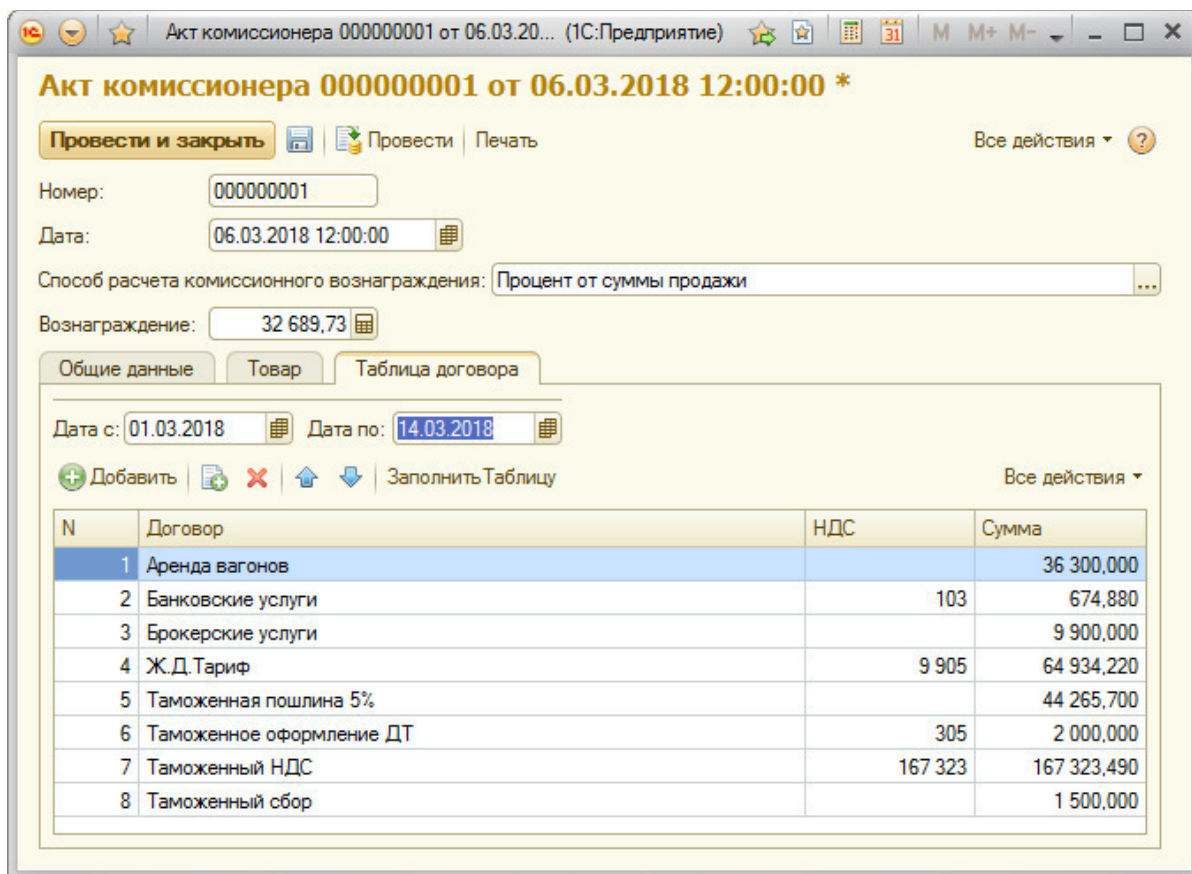 Акт комиссионера 000000001 от 06.03.20... (1С:Предприятие) 31 M M+ M-
Акт комиссионера 000000001 от 06.03.2018 12:00:00 *
Провести и закрыть Провести Печать Все действия ?
Номер: 000000001
Дата: 06.03.2018 12:00:00
Способ расчета комиссионного вознаграждения: Процент от суммы продажи ...
Вознаграждение: 32 689,73
Общие данные Товар Таблица договора
Дата с: 01.03.2018 Дата по: 14.03.2018
Добавить Заполнить Таблицу Все действия
N Договор НДС Сумма
1 Аренда вагонов 36 300,000
2 Банковские услуги 103 674,880
3 Брокерские услуги 9 900,000
4 Ж.Д.Тариф 9 905 64 934,220
5 Таможенная пошлина 5% 44 265,700
6 Таможенное оформление ДТ 305 2 000,000
7 Таможенный НДС 167 323 167 323,490
8 Таможенный сбор 1 500,000